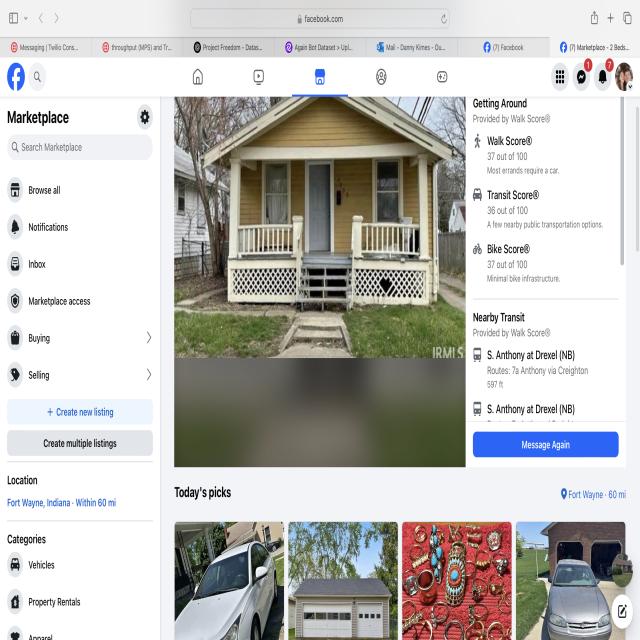 facebook.com
Messaging | Twilio Cons...
throughput (MPS) and Tr...
Project Freedom - Datas...
Again Bot Dataset > Upl...
Mail - Danny Kimes - Ou...
(7) Facebook
(7) Marketplace - 2 Beds...
1
7
Marketplace
Search Marketplace
Browse all
Notifications
Inbox
Marketplace access
Buying
Selling
+ Create new listing
Create multiple listings
Location
Fort Wayne, Indiana · Within 60 mi
Categories
Vehicles
Property Rentals
Apparel
IRMLS
Getting Around
Provided by Walk Score®
Walk Score®
37 out of 100
Most errands require a car.
Transit Score®
36 out of 100
A few nearby public transportation options.
Bike Score®
37 out of 100
Minimal bike infrastructure.
Nearby Transit
Provided by Walk Score®
S. Anthony at Drexel (NB)
Routes: 7a Anthony via Creighton
597 ft
S. Anthony at Drexel (NB)
Message Again
Today's picks
Fort Wayne · 60 mi